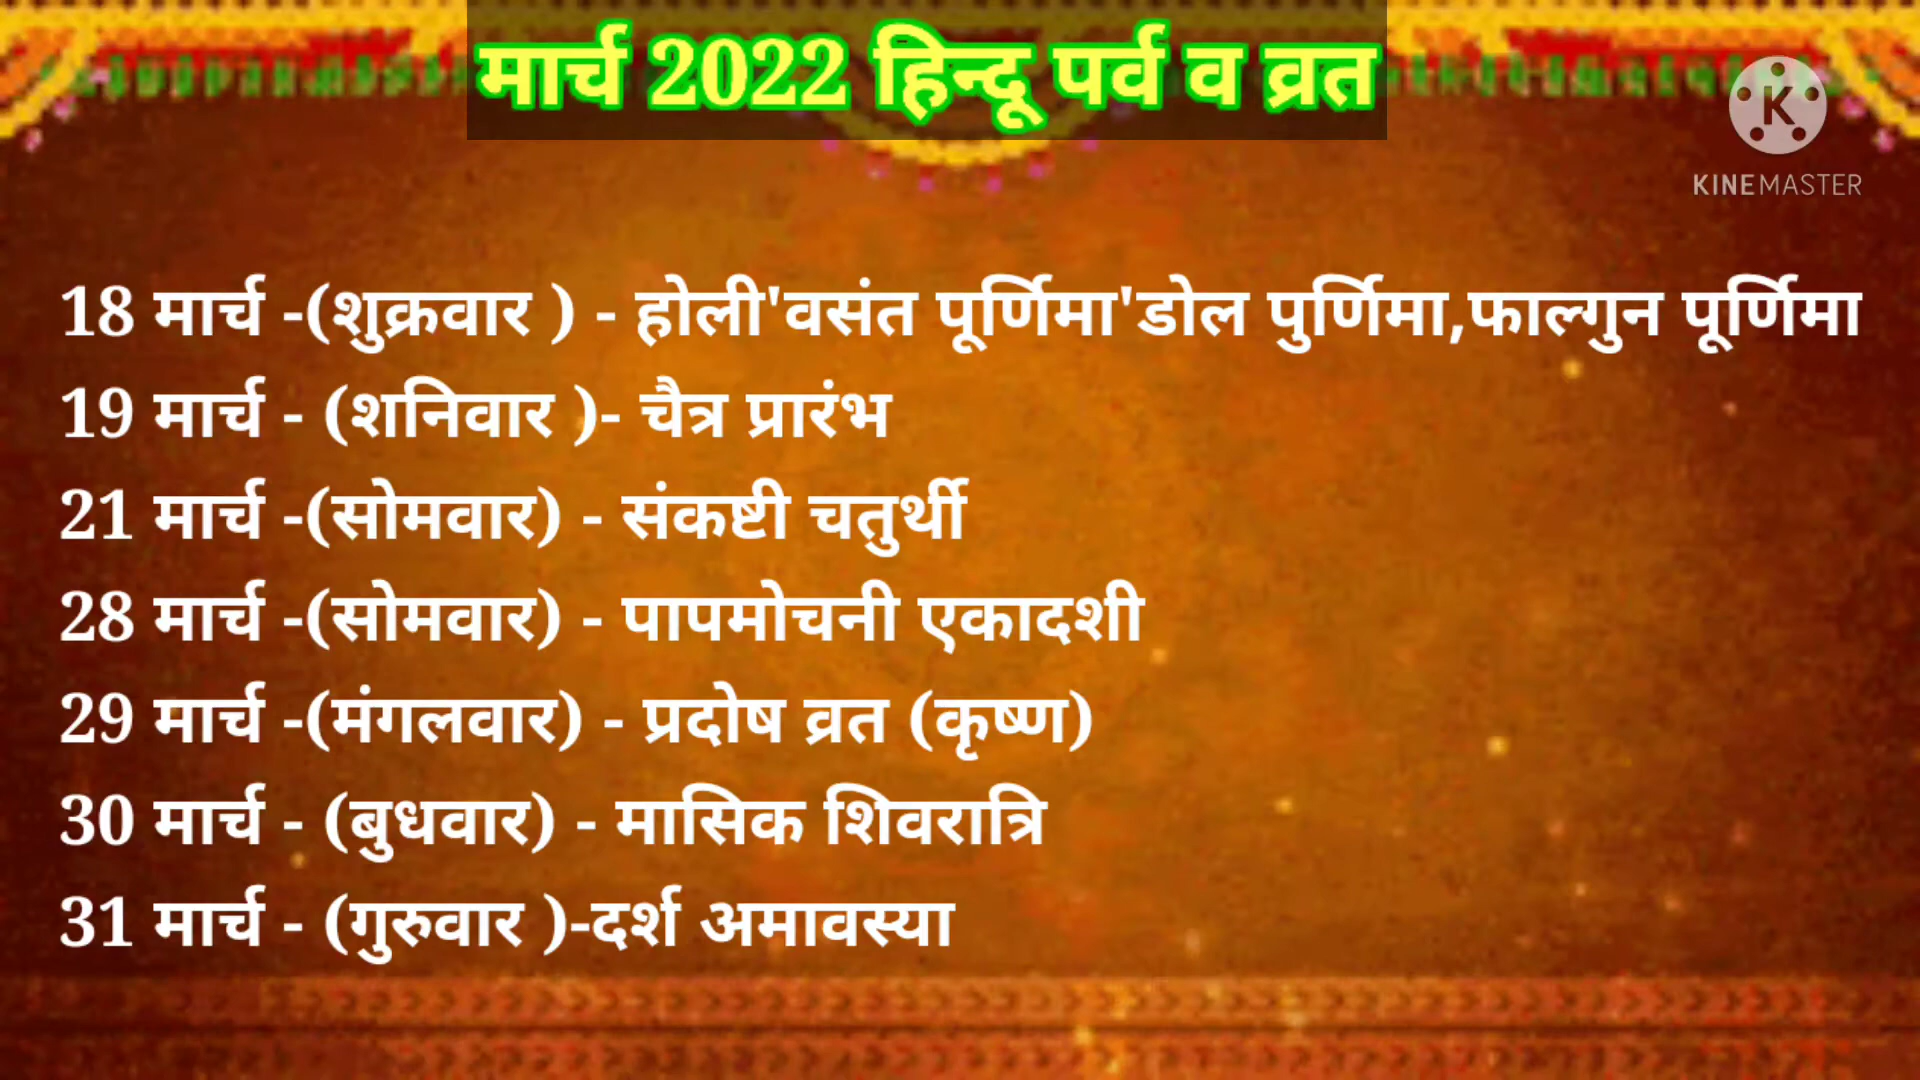 मार्च 2022 हिन्दू पर्व व व्रत
K
KINEMASTER
18 मार्च -(शुक्रवार ) - होली'वसंत पूर्णिमा'डोल पुर्णिमा,फाल्गुन पूर्णिमा
19 मार्च - (शनिवार )- चैत्र प्रारंभ
21 मार्च -(सोमवार) - संकष्टी चतुर्थी
28 मार्च -(सोमवार) - पापमोचनी एकादशी
29 मार्च -(मंगलवार) - प्रदोष व्रत (कृष्ण)
30 मार्च - (बुधवार) - मासिक शिवरात्रि
31 मार्च - (गुरुवार )-दर्श अमावस्या